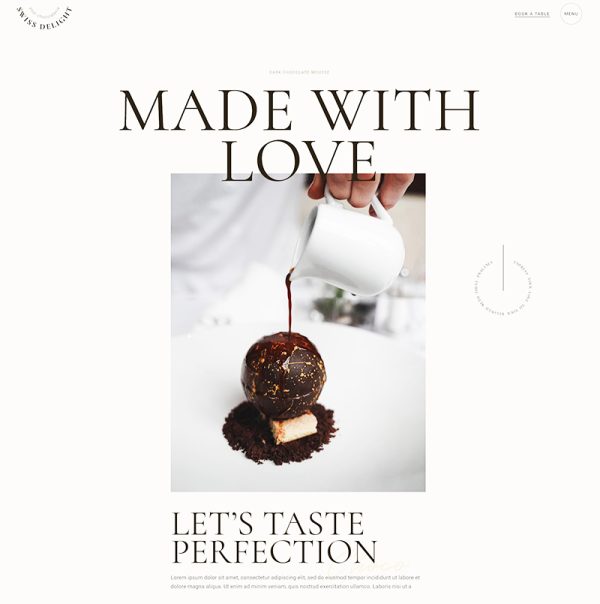 SWISS DELIGHT
BOOK A TABLE
MENU
DARK CHOCOLATE MOUSSE
MADE WITH
LOVE
LET'S TASTE
PERFECTION
Lorem ipsum dolor sit amet, consectetur adipiscing elit, sed do eiusmod tempor incididunt ut labore et
dolore magna aliqua. Ut enim ad minim veniam, quis nostrud exercitation ullamco. Laboris nisi ut a